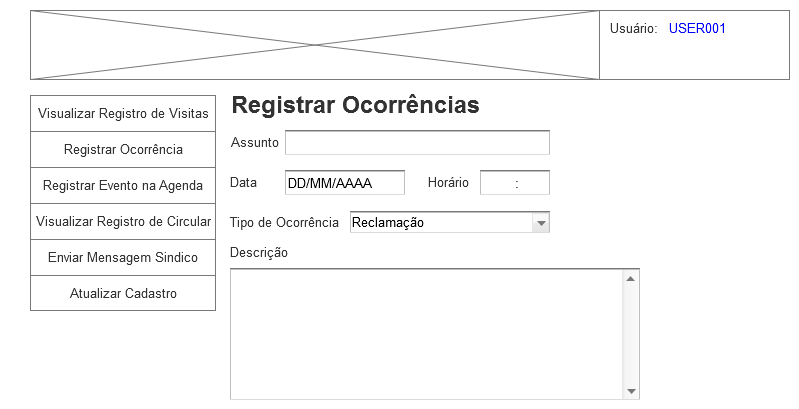 Usuário: USER001
Visualizar Registro de Visitas
Registrar Ocorrência
Registrar Evento na Agenda
Visualizar Registro de Circular
Enviar Mensagem Sindico
Atualizar Cadastro
Registrar Ocorrências
Assunto
Data DD/MM/AAAA Horário :
Tipo de Ocorrência Reclamação
Descrição